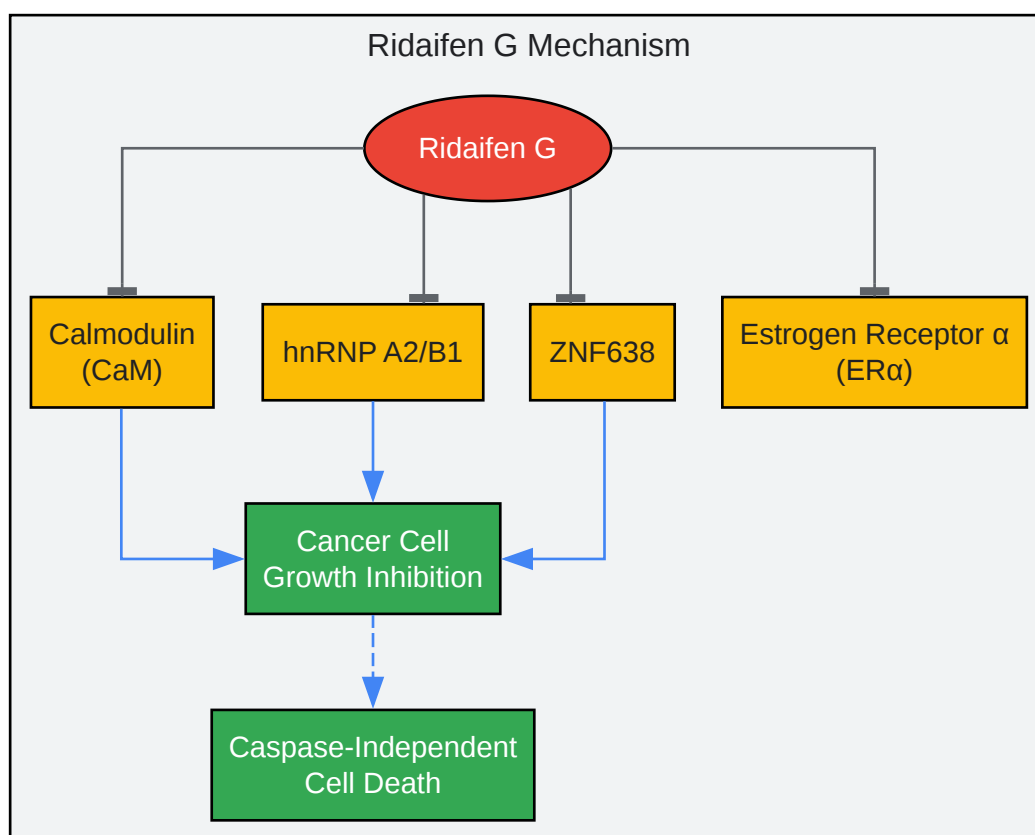 Ridaifen G Mechanism
Ridaifen G
Calmodulin
(CaM)
hnRNP A2/B1
ZNF638
Estrogen Receptor α
(ERα)
Cancer Cell
Growth Inhibition
Caspase-Independent
Cell Death